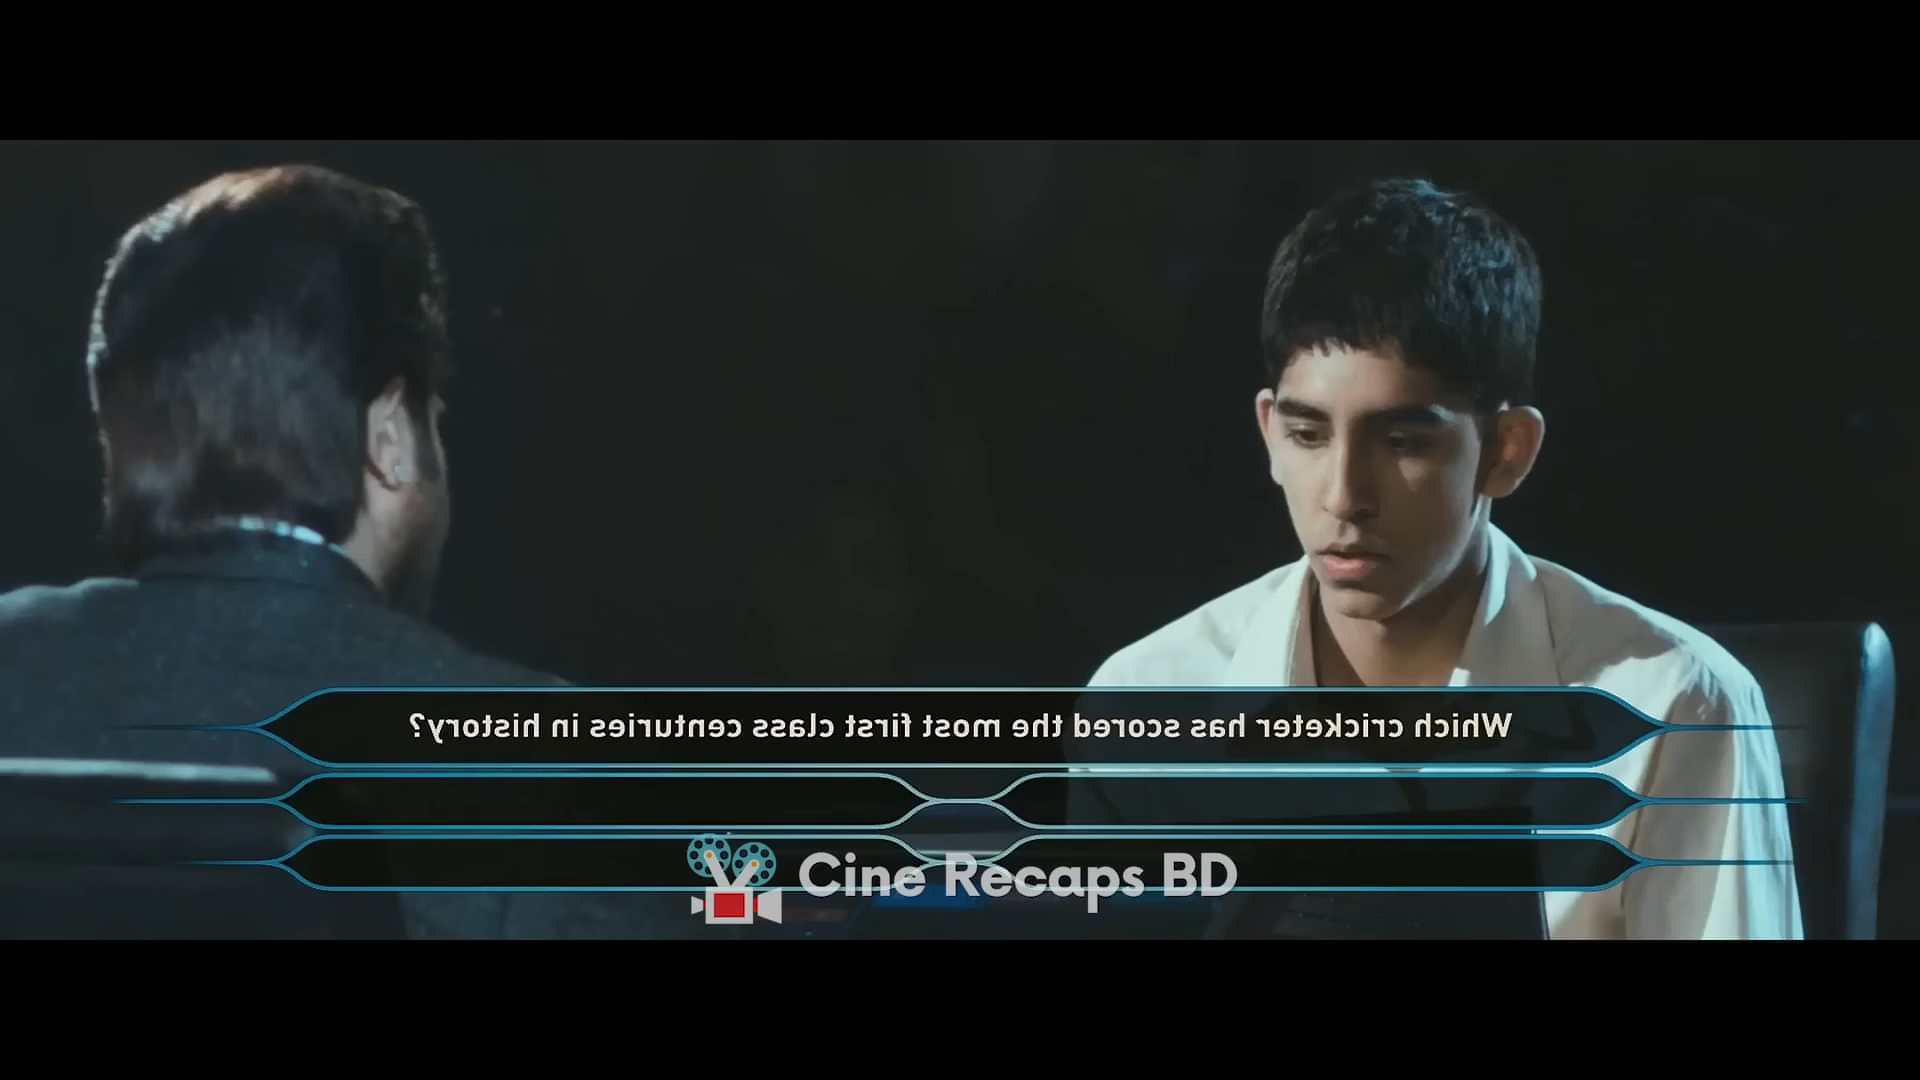 Which cricketer has scored the most first class centuries in history?
Cine Recaps BD